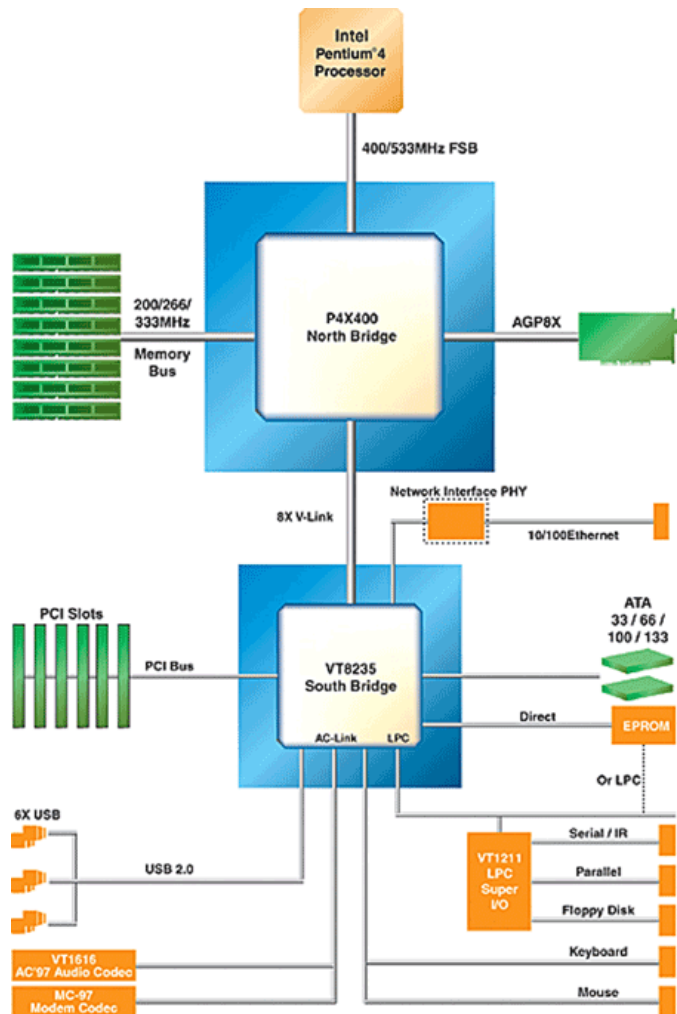 Intel
Pentium®4
Processor
400/533MHz FSB
200/266/
333MHz
Memory
Bus
P4X400
North Bridge
AGP8X
8X V-Link
Network Interface PHY
10/100Ethernet
PCI Slots
PCI Bus
VT8235
South Bridge
ATA
33 / 66 /
100 / 133
Direct
EPROM
AC-Link
LPC
Or LPC
6X USB
USB 2.0
VT1211
LPC
Super
I/O
Serial / IR
Parallel
Floppy Disk
Keyboard
Mouse
VT1616
AC'97 Audio Codec
MC-97
Modem Codec